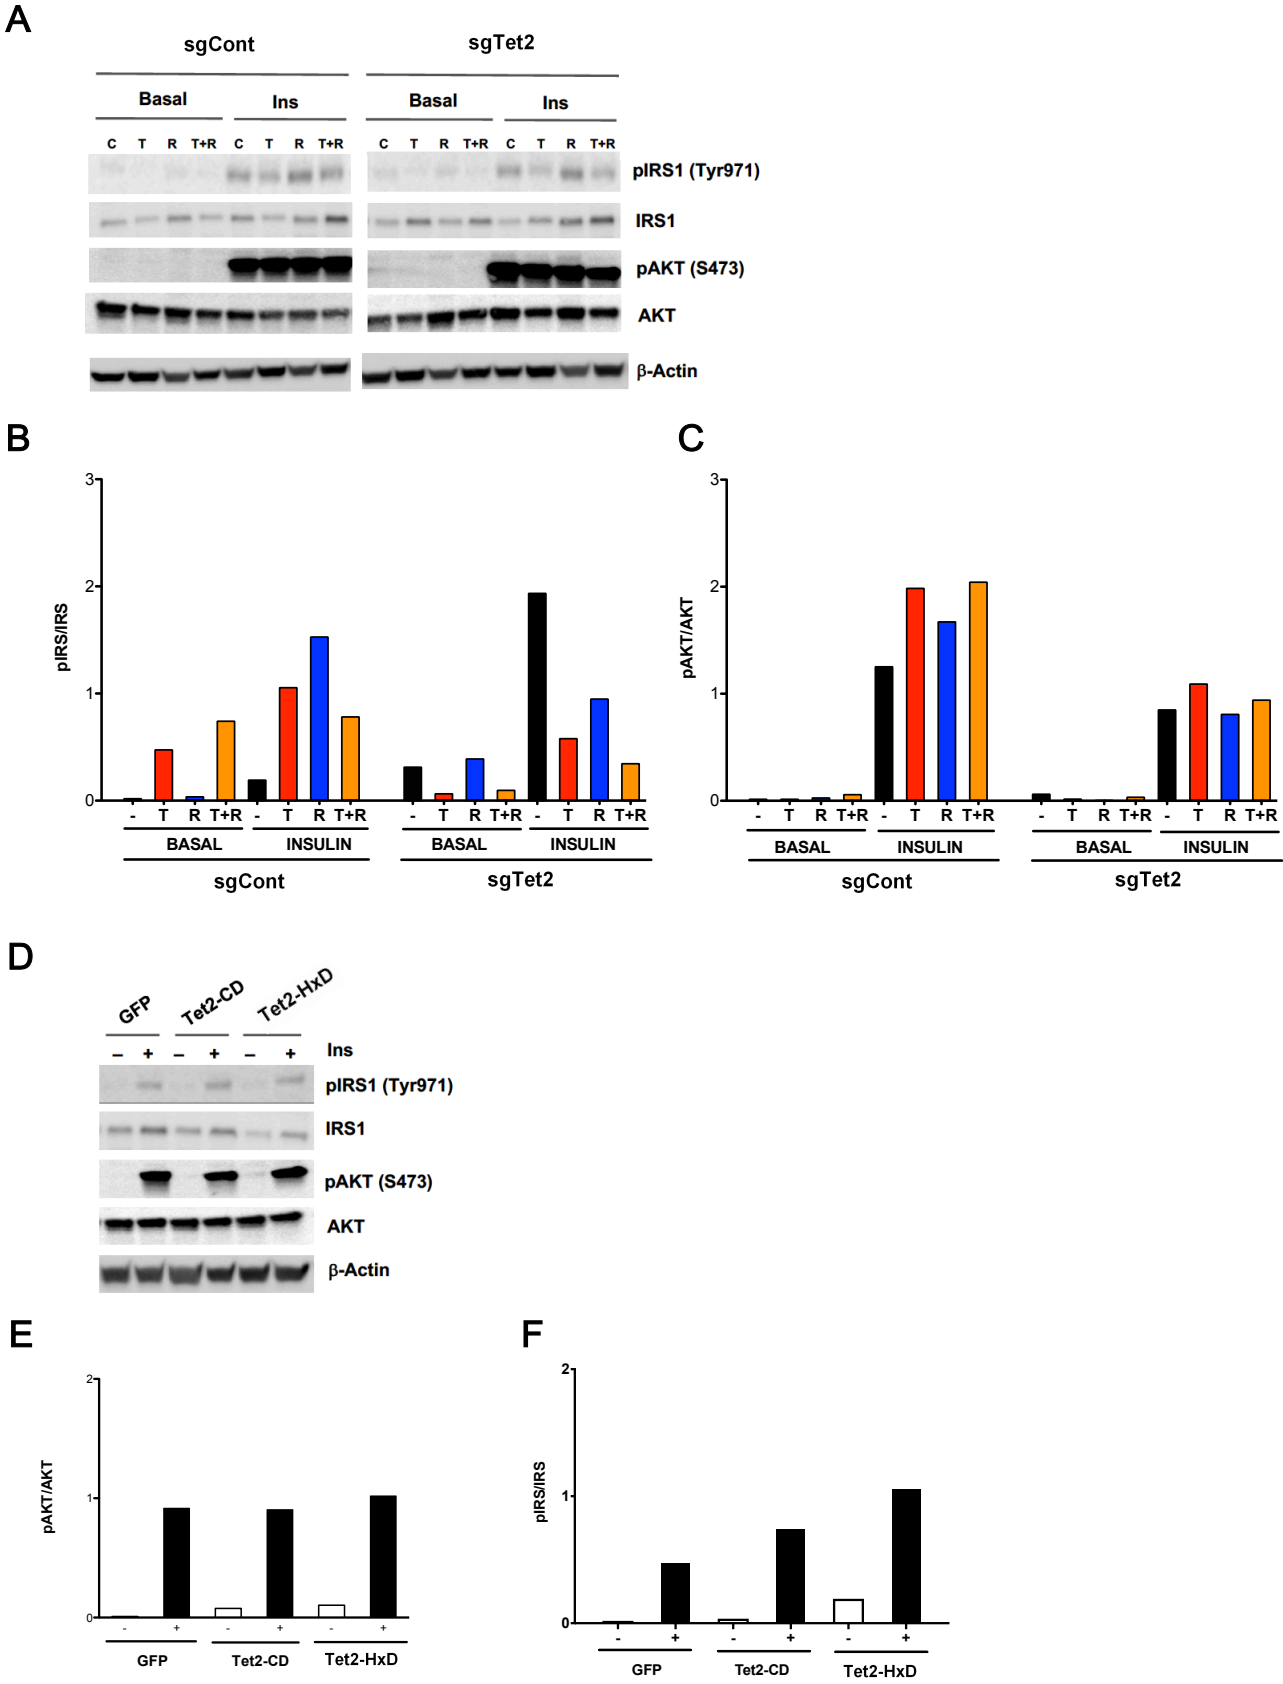 A
sgCont sgTet2
Basal Ins Basal Ins
C T R T+R C T R T+R C T R T+R C T R T+R
pIRS1 (Tyr971)
IRS1
pAKT (S473)
AKT
β-Actin
B
3
2
1
0
pIRS/IRS
- T R T+R - T R T+R - T R T+R - T R T+R
BASAL INSULIN BASAL INSULIN
sgCont sgTet2
C
3
2
1
0
pAKT/AKT
- T R T+R - T R T+R - T R T+R - T R T+R
BASAL INSULIN BASAL INSULIN
sgCont sgTet2
D
GFP Tet2-CD Tet2-HxD
– + – + – + Ins
pIRS1 (Tyr971)
IRS1
pAKT (S473)
AKT
β-Actin
E
2
1
0
pAKT/AKT
- + - + - +
GFP Tet2-CD Tet2-HxD
F
2
1
0
pIRS/IRS
- + - + - +
GFP Tet2-CD Tet2-HxD